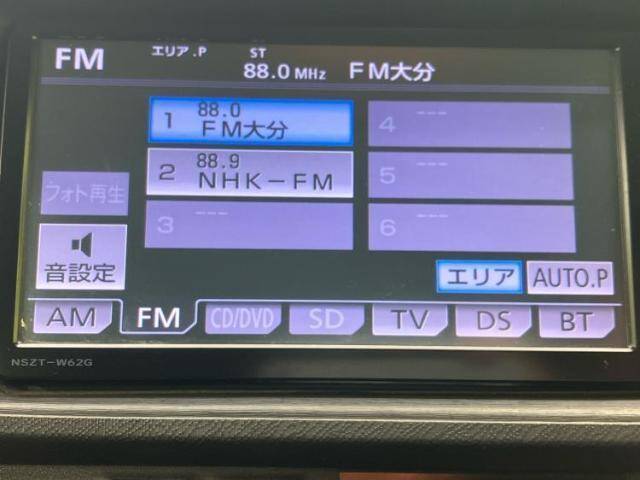 FM エリア.P ST 88.0 MHz FM大分
1 88.0 FM大分
4 ---
2 88.9 NHK-FM
5 ---
3 ---
6 ---
フォト再生
音設定
エリア AUTO.P
AM FM CD/DVD SD TV DS BT
NSZT-W62G